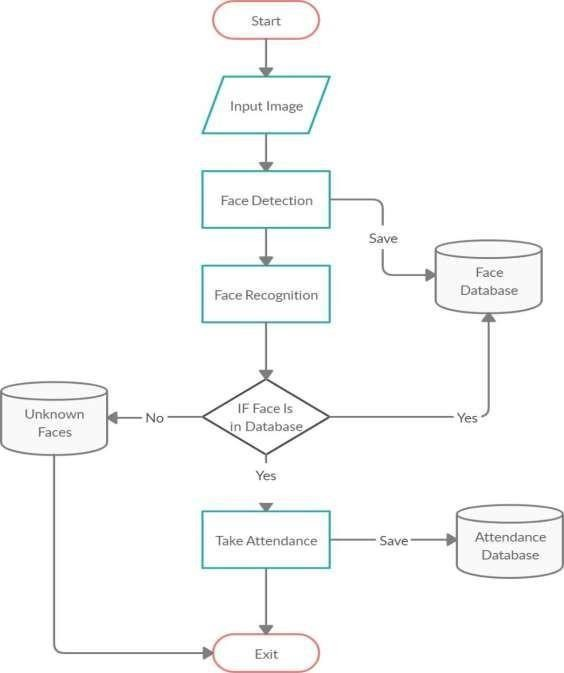 Start
Input Image
Face Detection
Save
Face
Database
Face Recognition
IF Face Is
in Database
No
Unknown
Faces
Yes
Yes
Take Attendance
Save
Attendance
Database
Exit